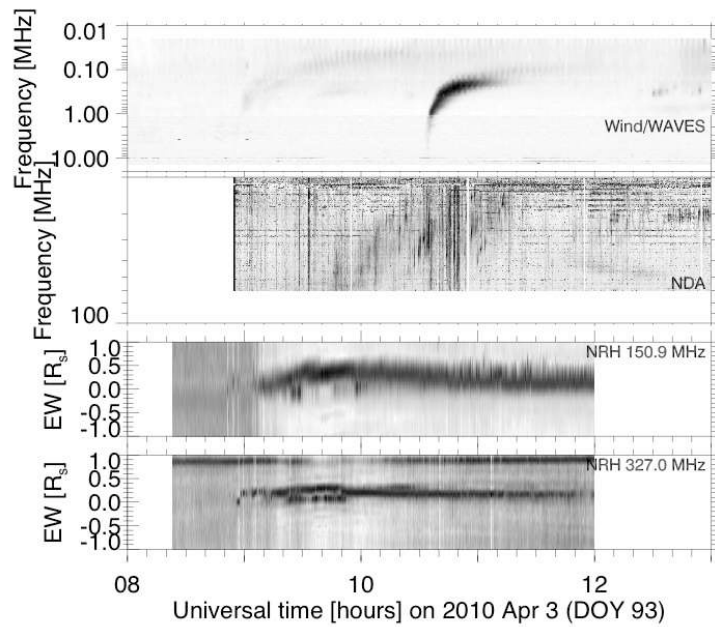 Frequency [MHz]
0.01
0.10
1.00
10.00
Wind/WAVES
Frequency [MHz]
100
NDA
EW [Rs]
1.0
0.5
0.0
-0.5
-1.0
NRH 150.9 MHz
EW [Rs]
1.0
0.5
0.0
-0.5
-1.0
NRH 327.0 MHz
08 10 12
Universal time [hours] on 2010 Apr 3 (DOY 93)